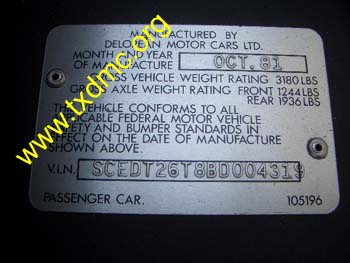 MANUFACTURED BY
DELOREAN MOTOR CARS LTD.
MONTH AND YEAR
OF MANUFACTURE OCT. 81
GROSS VEHICLE WEIGHT RATING 3180 LBS
GROSS AXLE WEIGHT RATING FRONT 1244 LBS
REAR 1936 LBS
THE VEHICLE CONFORMS TO ALL
APPLICABLE FEDERAL MOTOR VEHICLE
SAFETY AND BUMPER STANDARDS IN
EFFECT ON THE DATE OF MANUFACTURE
SHOWN ABOVE.
V.I.N. SCEDT26T8BD004319
PASSENGER CAR. 105196
www.txdmc.org